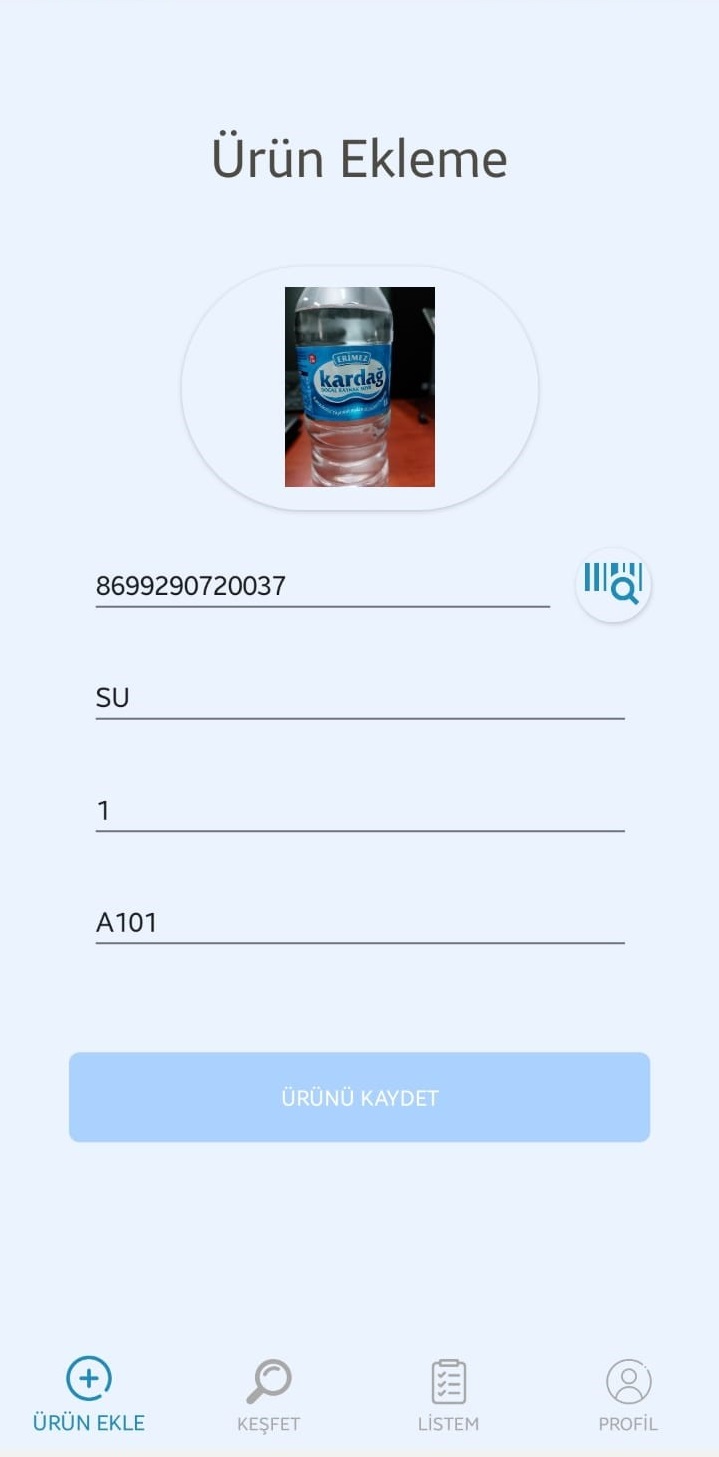 Ürün Ekleme
ERİMEZ
kardağ
DOĞAL KAYNAK SUYU
8699290720037
SU
1
A101
ÜRÜNÜ KAYDET
ÜRÜN EKLE
KEŞFET
LİSTEM
PROFİL